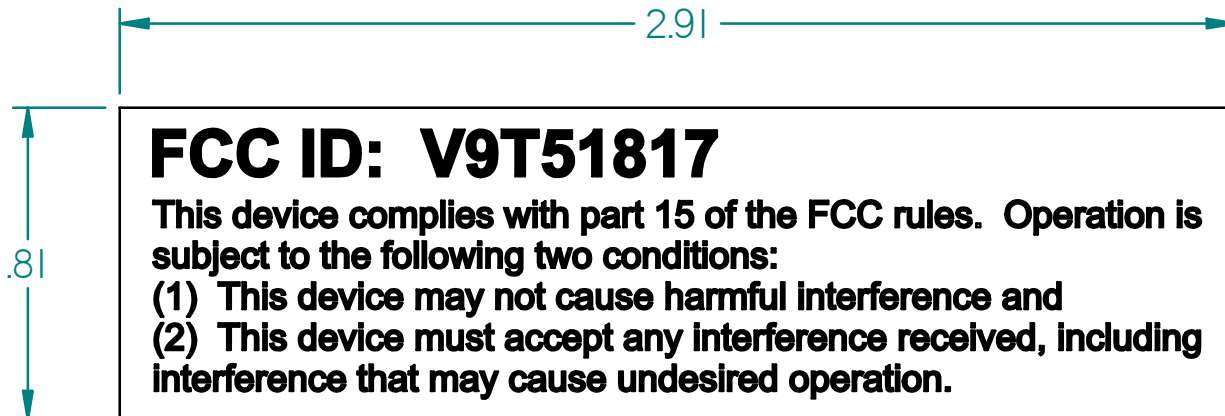 2.91
.81
FCC ID:  V9T51817
This device complies with part 15 of the FCC rules.  Operation is
subject to the following two conditions:
(1)  This device may not cause harmful interference and
(2)  This device must accept any interference received, including
interference that may cause undesired operation.